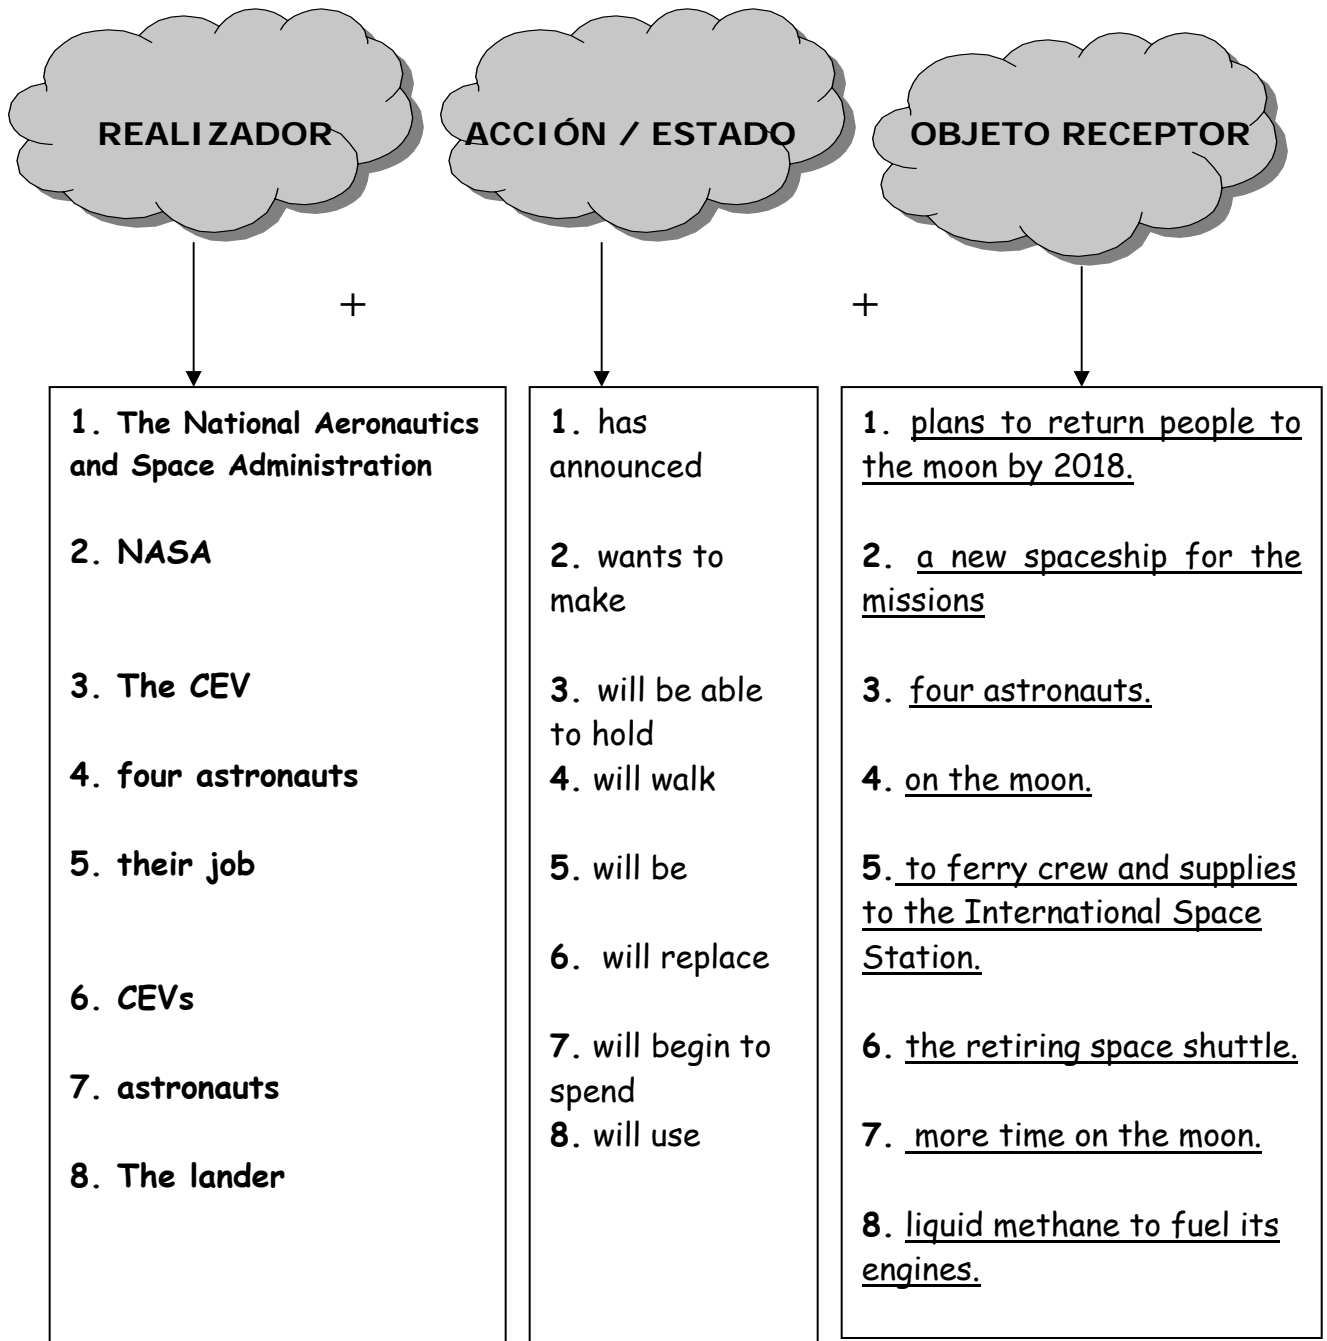 REALIZADOR
ACCIÓN / ESTADO
OBJETO RECEPTOR
+
+
1. The National Aeronautics
and Space Administration
2. NASA
3. The CEV
4. four astronauts
5. their job
6. CEVs
7. astronauts
8. The lander
1. has
announced
2. wants to
make
3. will be able
to hold
4. will walk
5. will be
6. will replace
7. will begin to
spend
8. will use
1. plans to return people to
the moon by 2018.
2. a new spaceship for the
missions
3. four astronauts.
4. on the moon.
5. to ferry crew and supplies
to the International Space
Station.
6. the retiring space shuttle.
7. more time on the moon.
8. liquid methane to fuel its
engines.